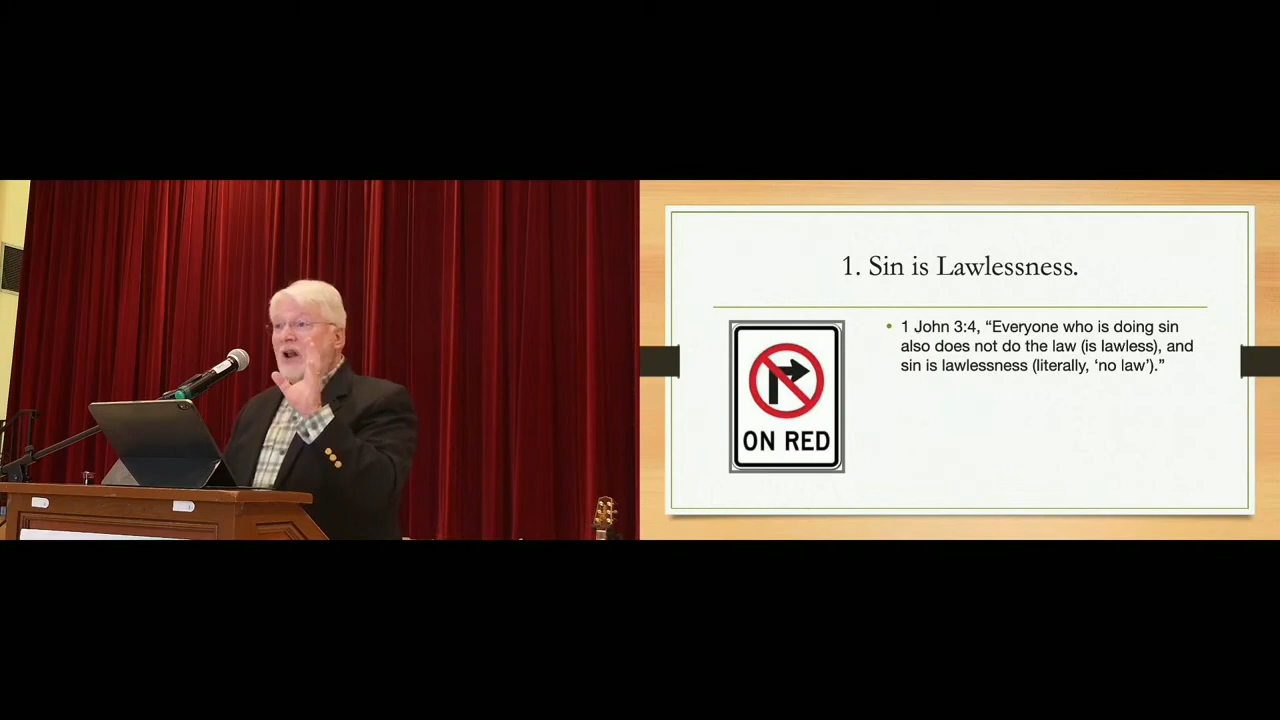 1. Sin is Lawlessness.
ON RED
• 1 John 3:4, “Everyone who is doing sin
also does not do the law (is lawless), and
sin is lawlessness (literally, ‘no law’).”